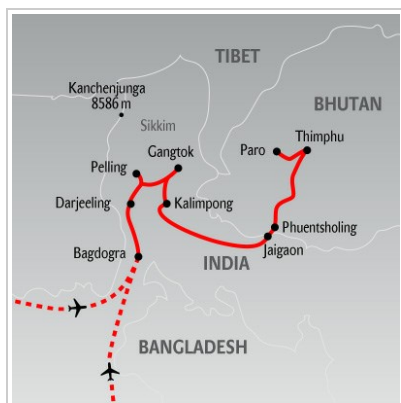 TIBET
Kanchenjunga
8586 m
BHUTAN
Sikkim
Thimphu
Gangtok
Paro
Pelling
Darjeeling
Kalimpong
Phuentsholing
Jaigaon
Bagdogra
INDIA
BANGLADESH